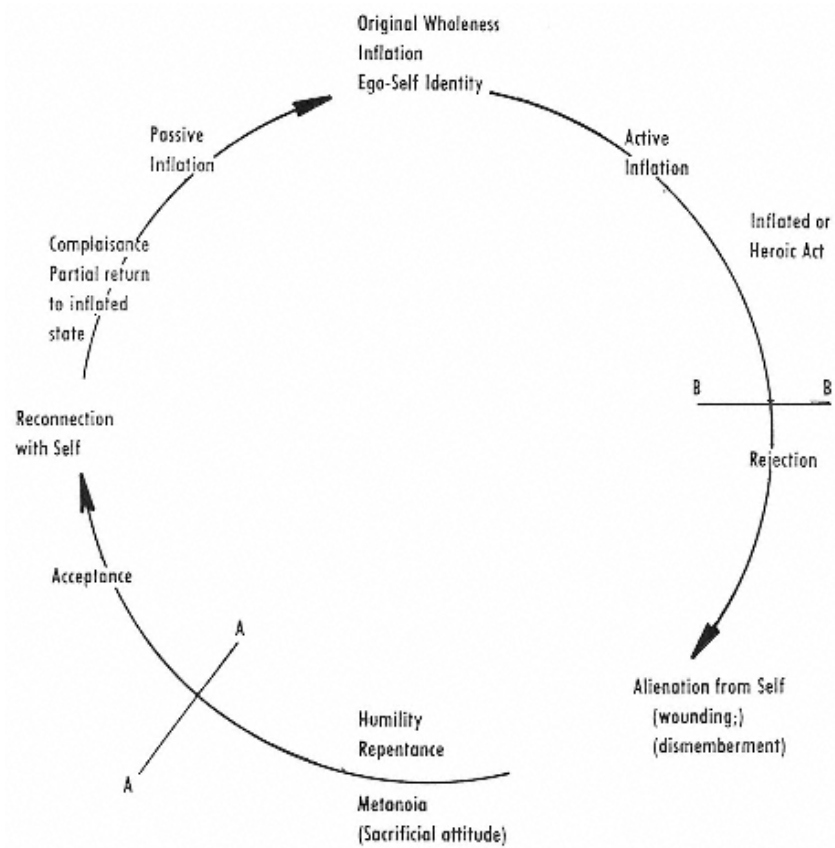 Original Wholeness
Inflation
Ego-Self Identity
Active
Inflation
Inflated or
Heroic Act
B
B
Rejection
Alienation from Self
(wounding;)
(dismemberment)
Humility
Repentance
Metanoia
(Sacrificial attitude)
A
A
Acceptance
Reconnection
with Self
Complaisance
Partial return
to inflated
state
Passive
Inflation